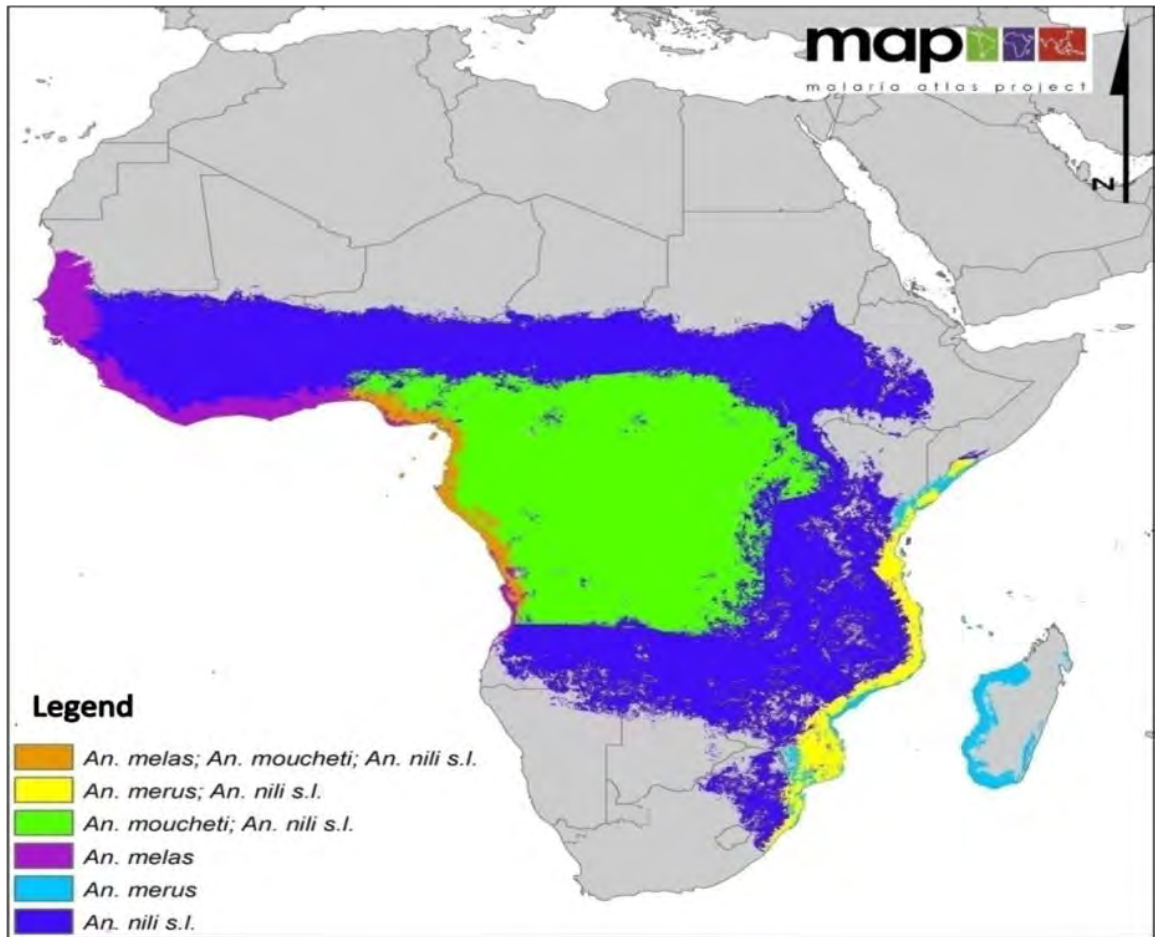 map
malaria atlas project
N
Legend
An. melas; An. moucheti; An. nili s.l.
An. merus; An. nili s.l.
An. moucheti; An. nili s.l.
An. melas
An. merus
An. nili s.l.